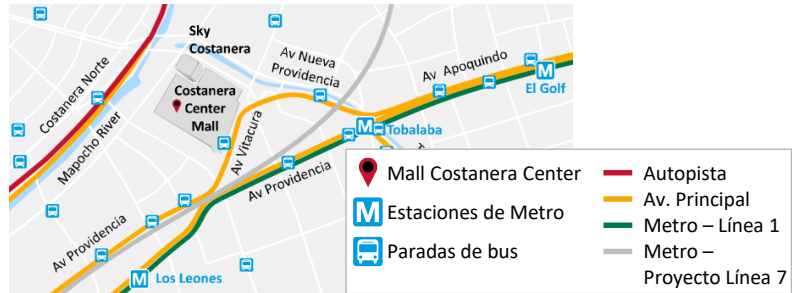 Sky
Costanera
Av Nueva
Providencia
Av Apoquindo
M
El Golf
Costanera Norte
Costanera
Center
Mall
Mapocho River
Av Vitacura
M
Tobalaba
Av Providencia
Av Providencia
M
Los Leones
Mall Costanera Center
M
Estaciones de Metro
Paradas de bus
Autopista
Av. Principal
Metro – Línea 1
Metro –
Proyecto Línea 7